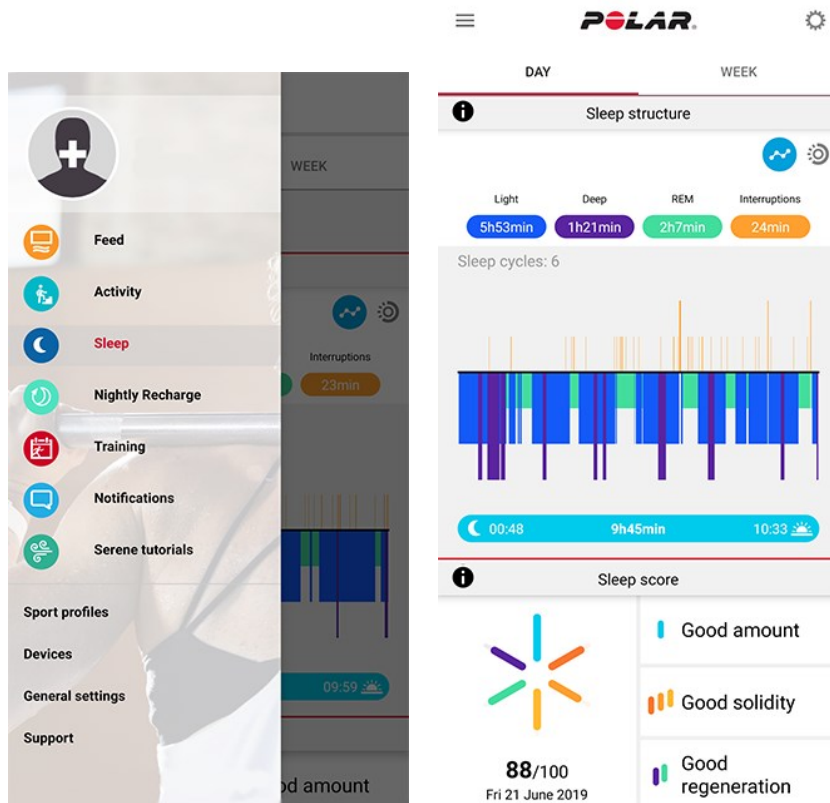 WEEK
Feed
Activity
Sleep
Interruptions
23min
Nightly Recharge
Training
Notifications
Serene tutorials
Sport profiles
Devices
09:59
General settings
Support
od amount
POLAR.
DAY WEEK
Sleep structure
Light Deep REM Interruptions
5h53min 1h21min 2h7min 24min
Sleep cycles: 6
00:48 9h45min 10:33
Sleep score
Good amount
Good solidity
88/100
Fri 21 June 2019
Good
regeneration